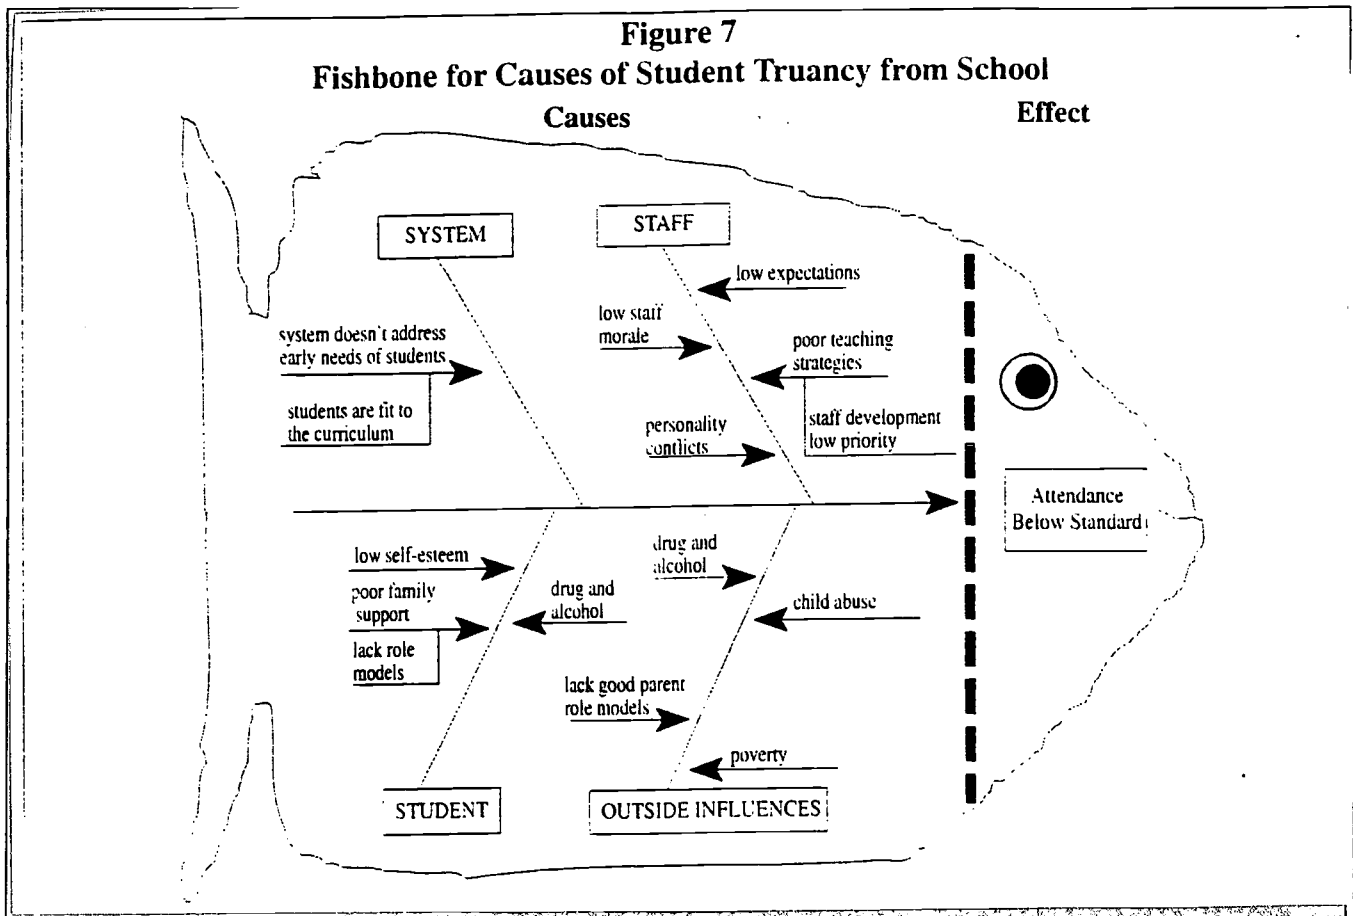 Figure 7
Fishbone for Causes of Student Truancy from School
Causes
Effect
SYSTEM
STAFF
low expectations
low staff
morale
system doesn't address
early needs of students
poor teaching
strategies
students are fit to
the curriculum
staff development
low priority
personality
conflicts
Attendance
Below Standard
low self-esteem
drug and
alcohol
poor family
support
drug and
alcohol
child abuse
lack role
models
lack good parent
role models
poverty
STUDENT
OUTSIDE INFLUENCES